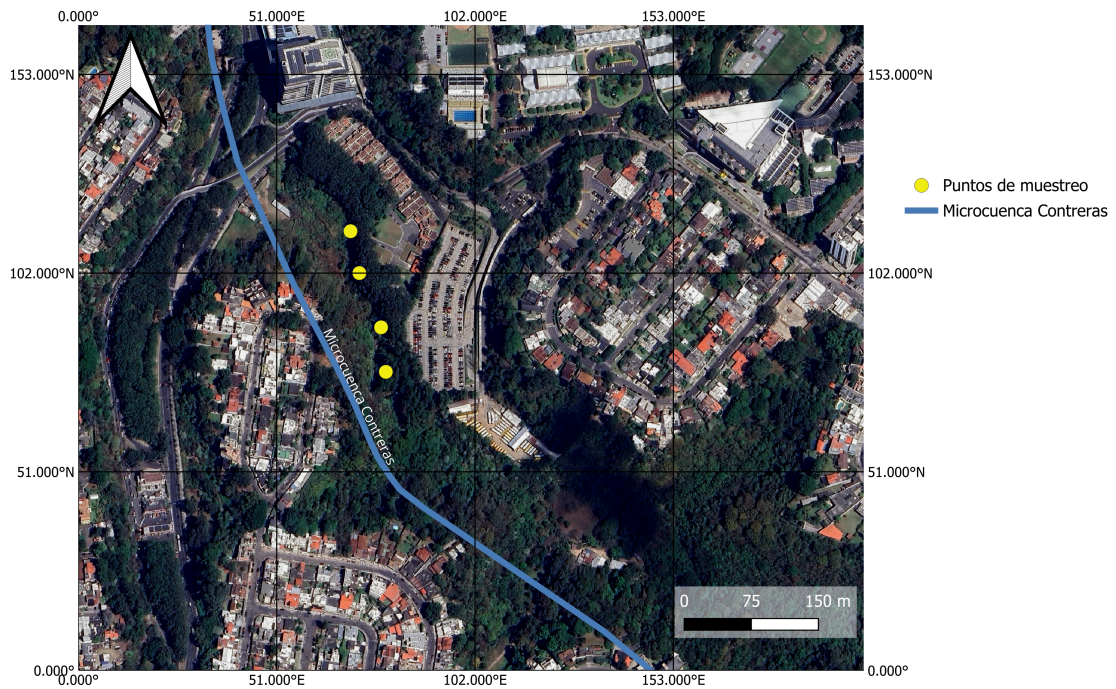 0.000° 51.000°E 102.000°E 153.000°E
153.000°N 153.000°N
Puntos de muestreo
Microcuenca Contreras
102.000°N 102.000°N
Microcuenca Contreras
51.000°N 51.000°N
0 75 150 m
0.000° 0.000°
0.000° 51.000°E 102.000°E 153.000°E